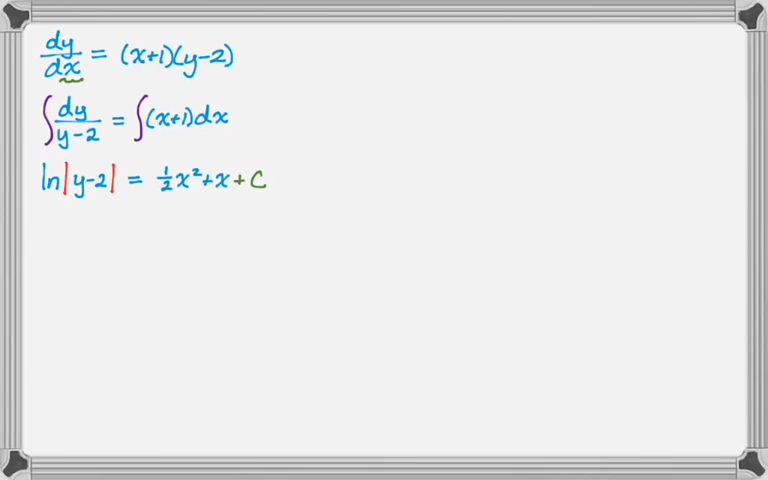 dy/dx = (x+1)(y-2)
∫ dy/y-2 = ∫(x+1)dx
ln|y-2| = ½x²+x+C